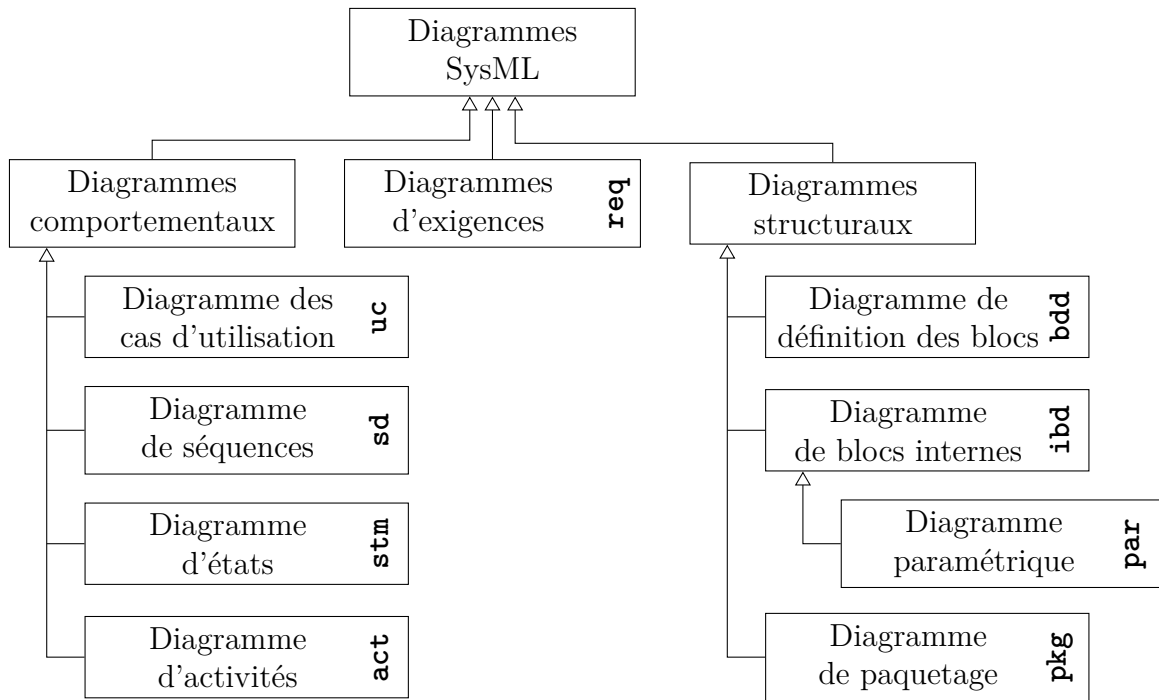 Diagrammes
SysML
Diagrammes
comportementaux
Diagrammes
d'exigences
req
Diagrammes
structuraux
Diagramme des
cas d'utilisation
uc
Diagramme
de séquences
sd
Diagramme
d'états
stm
Diagramme
d'activités
act
Diagramme de
définition des blocs
bdd
Diagramme
de blocs internes
ibd
Diagramme
paramétrique
par
Diagramme
de paquetage
pkg